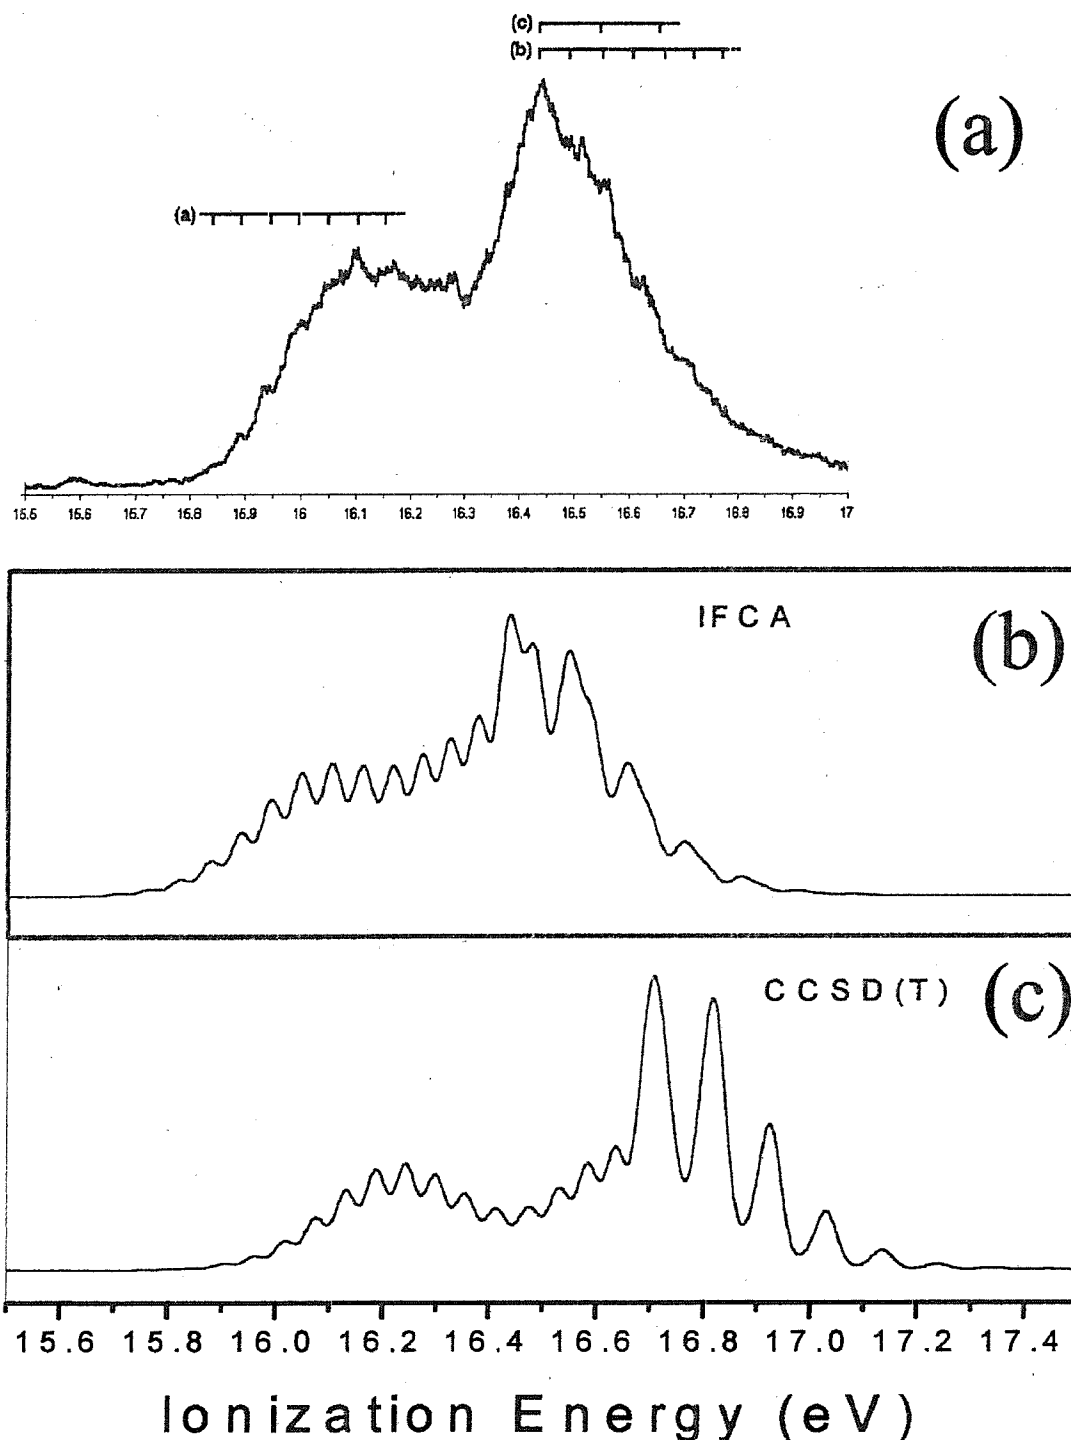 (c)
(b)
(a)
(a)
15.5 15.6 15.7 15.8 15.9 16 16.1 16.2 16.3 16.4 16.5 16.6 16.7 16.8 16.9 17
IFCA
(b)
CCSD(T)
(c)
15.6 15.8 16.0 16.2 16.4 16.6 16.8 17.0 17.2 17.4
Ionization Energy (eV)